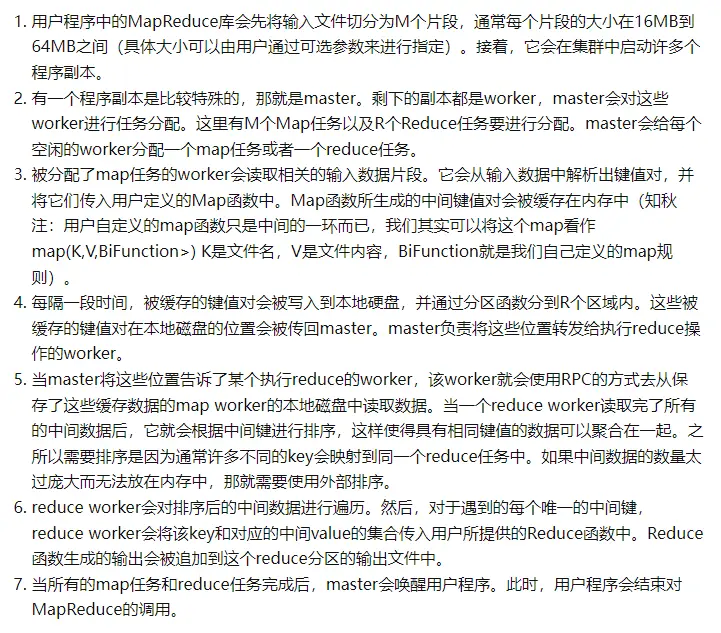 1. 用户程序中的MapReduce库会先将输入文件切分为M个片段，通常每个片段的大小在16MB到
64MB之间（具体大小可以由用户通过可选参数来进行指定）。接着，它会在集群中启动许多个
程序副本。
2. 有一个程序副本是比较特殊的，那就是master。剩下的副本都是worker，master会对这些
worker进行任务分配。这里有M个Map任务以及R个Reduce任务要进行分配。master会给每个
空闲的worker分配一个map任务或者一个reduce任务。
3. 被分配了map任务的worker会读取相关的输入数据片段。它会从输入数据中解析出键值对，并
将它们传入用户定义的Map函数中。Map函数所生成的中间键值对会被缓存在内存中（知秋
注：用户自定义的map函数只是中间的一环而已，我们其实可以将这个map看作
map(K,V,BiFunction>) K是文件名，V是文件内容，BiFunction就是我们自己定义的map规
则）。
4. 每隔一段时间，被缓存的键值对会被写入到本地硬盘，并通过分区函数分到R个区域内。这些被
缓存的键值对在本地磁盘的位置会被传回master。master负责将这些位置转发给执行reduce操
作的worker。
5. 当master将这些位置告诉了某个执行reduce的worker，该worker就会使用RPC的方式去从保
存了这些缓存数据的map worker的本地磁盘中读取数据。当一个reduce worker读取完了所有
的中间数据后，它就会根据中间键进行排序，这样使得具有相同键值的数据可以聚合在一起。之
所以需要排序是因为通常许多不同的key会映射到同一个reduce任务中。如果中间数据的数量太
过庞大而无法放在内存中，那就需要使用外部排序。
6. reduce worker会对排序后的中间数据进行遍历。然后，对于遇到的每个唯一的中间键，
reduce worker会将该key和对应的中间value的集合传入用户所提供的Reduce函数中。Reduce
函数生成的输出会被追加到这个reduce分区的输出文件中。
7. 当所有的map任务和reduce任务完成后，master会唤醒用户程序。此时，用户程序会结束对
MapReduce的调用。